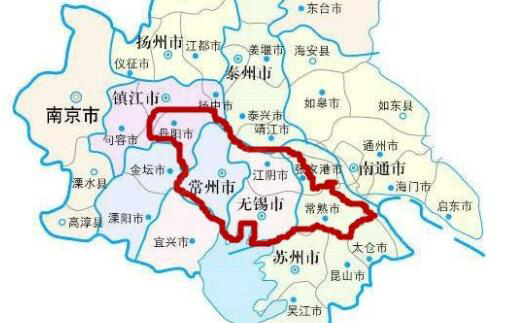 东台市
扬州市
江都市
姜堰市
海安县
仪征市
泰州市
南京市
镇江市
扬中市
泰兴市
如皋市
如东县
丹阳市
靖江市
句容市
通州市
金坛市
江阴市
张家港市
南通市
溧水县
常州市
海门市
无锡市
常熟市
启东市
高淳县
溧阳市
宜兴市
太仓市
苏州市
昆山市
吴江市